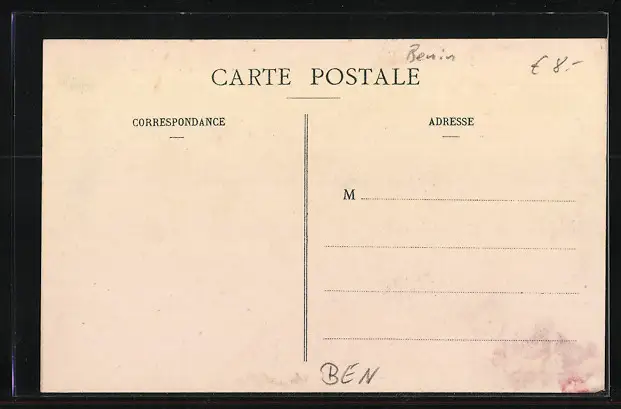 Benin
€ 8.-
CARTE POSTALE
CORRESPONDANCE
ADRESSE
M
BEN